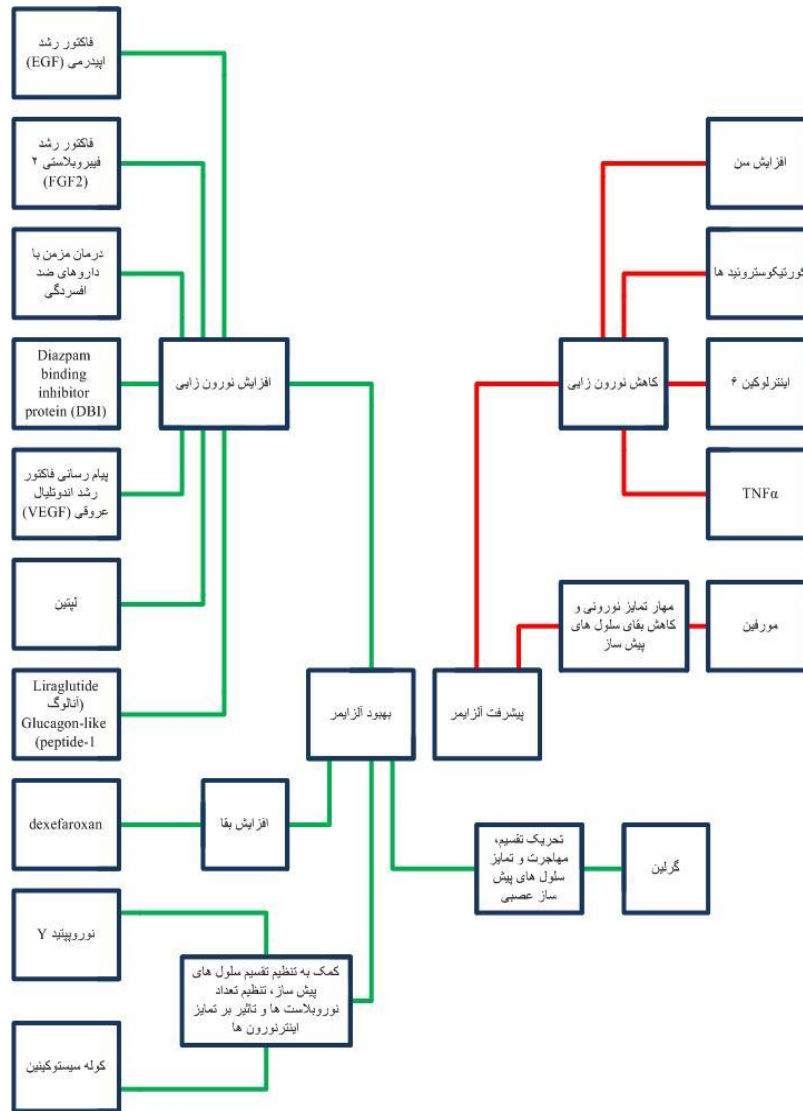 فاکتور رشد
اپیدرمی (EGF)
فاکتور رشد
فیبروبلاستی ۲
(FGF2)
درمان مزمن با
داروهای ضد
افسردگی
Diazpam
binding
inhibitor
protein (DBI)
پیام رسانی فاکتور
رشد اندوتلیال
عروقی (VEGF)
لپتین
Liraglutide
(آنالوگ
Glucagon-like
peptide-1)
dexefaroxan
نوروپپتید Y
کوله سیستوکینین
افزایش نورون زایی
افزایش بقا
کمک به تنظیم تقسیم سلول های
پیش ساز، تنظیم تعداد
نوروبلاست ها و تاثیر بر تمایز
اینترنورون ها
بهبود آلزایمر
پیشرفت آلزایمر
تحریک تقسیم،
مهاجرت و تمایز
سلول های پیش
ساز عصبی
گرلین
کاهش نورون زایی
مهار تمایز نورونی و
کاهش بقای سلول های
پیش ساز
افزایش سن
کورتیکوستروئید ها
اینترلوکین ۶
TNFα
مورفین